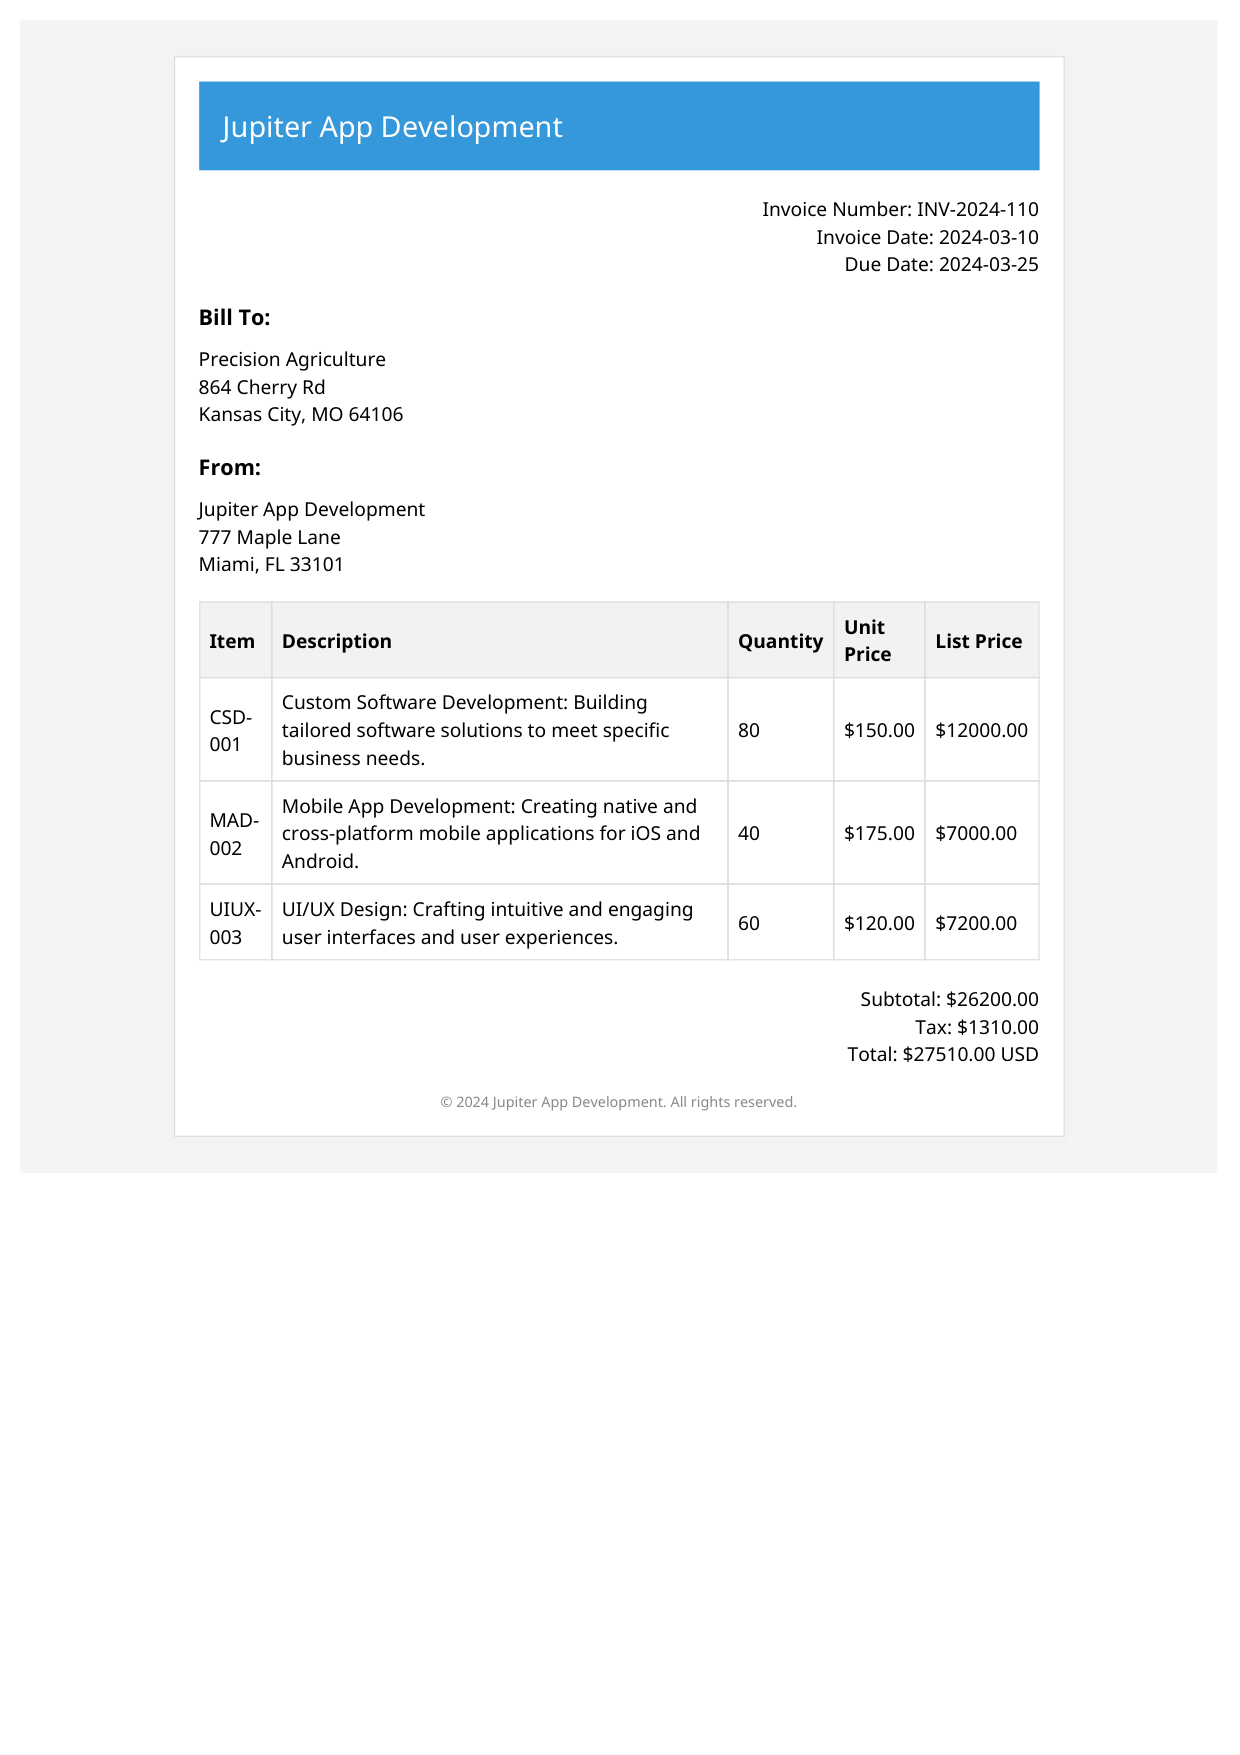 Jupiter App Development
Invoice Number: INV-2024-110
Invoice Date: 2024-03-10
Due Date: 2024-03-25
Bill To:
Precision Agriculture
864 Cherry Rd
Kansas City, MO 64106
From:
Jupiter App Development
777 Maple Lane
Miami, FL 33101
Item Description Quantity Unit Price List Price
CSD-001 Custom Software Development: Building tailored software solutions to meet specific business needs. 80 $150.00 $12000.00
MAD-002 Mobile App Development: Creating native and cross-platform mobile applications for iOS and Android. 40 $175.00 $7000.00
UIUX-003 UI/UX Design: Crafting intuitive and engaging user interfaces and user experiences. 60 $120.00 $7200.00
Subtotal: $26200.00
Tax: $1310.00
Total: $27510.00 USD
© 2024 Jupiter App Development. All rights reserved.